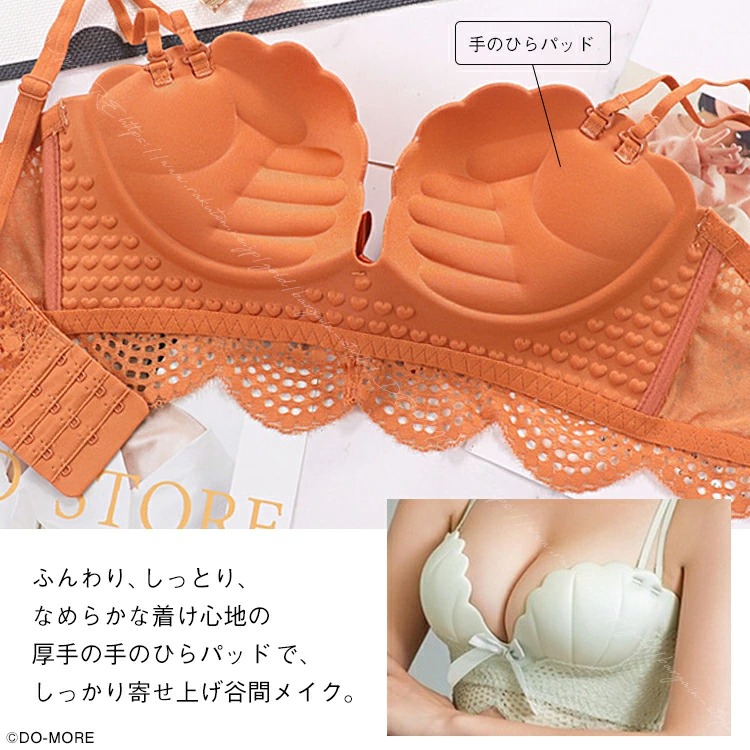 手のひらパッド
STORE
ふんわり、しっとり、
なめらかな着け心地の
厚手の手のひらパッドで、
しっかり寄せ上げ谷間メイク。
©DO-MORE